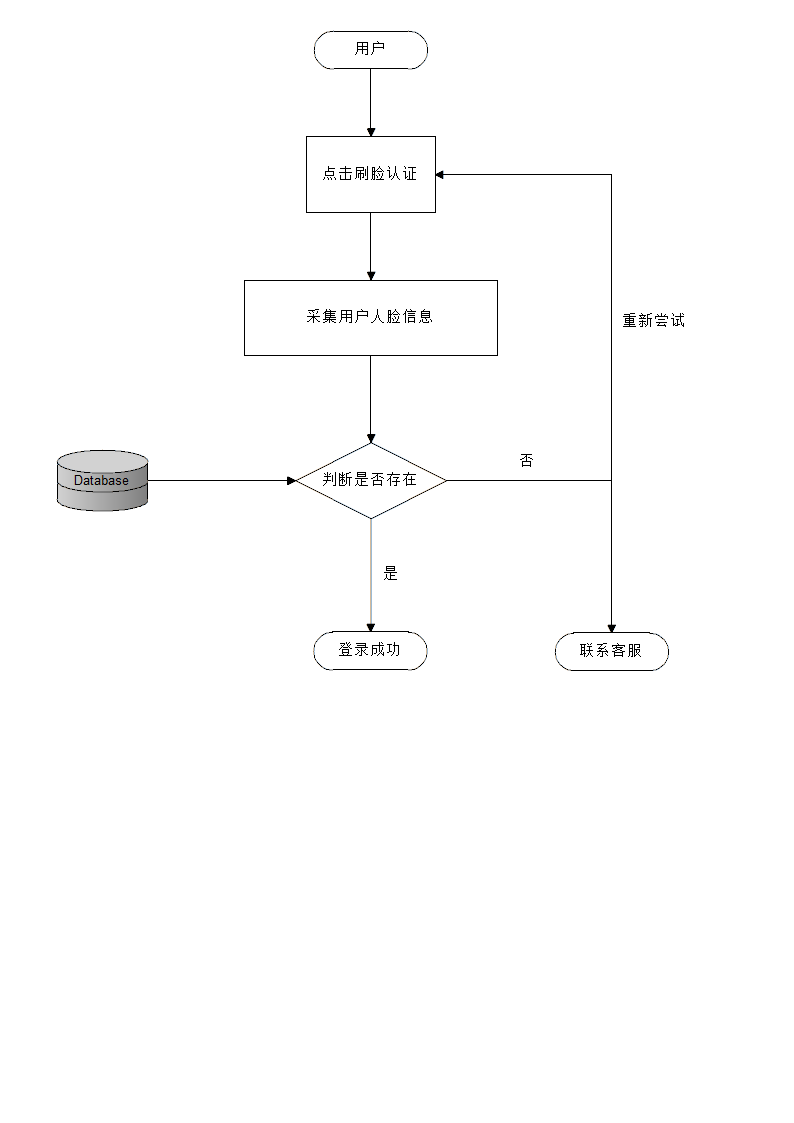 用户
点击刷脸认证
采集用户人脸信息
重新尝试
否
Database
判断是否存在
是
登录成功
联系客服